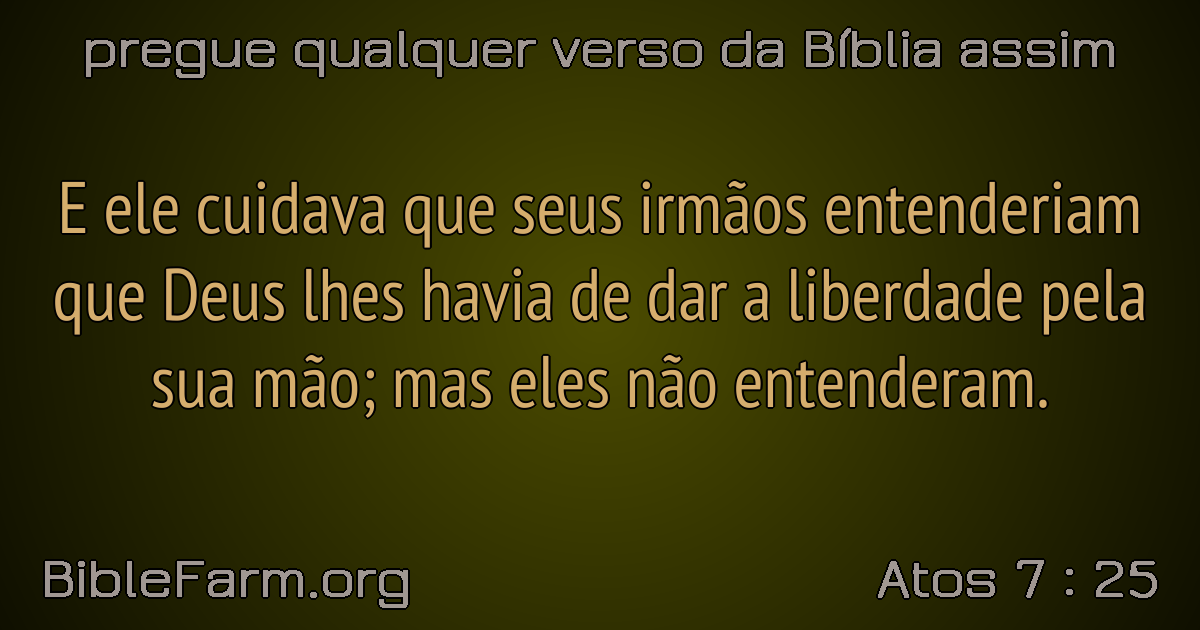 pregue qualquer verso da Bíblia assim
E ele cuidava que seus irmãos entenderiam
que Deus lhes havia de dar a liberdade pela
sua mão; mas eles não entenderam.
BibleFarm.org
Atos 7 : 25